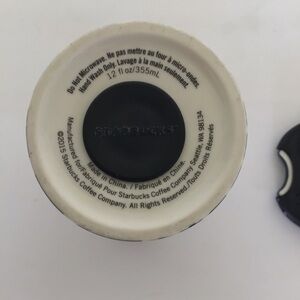 Do Not Microwave. Ne pas mettre au four à micro-ondes.
Hand Wash Only. Lavage à la main seulement.
12 fl oz/355mL
STARBUCKS
Made in China. / Fabriqué en Chine.
Manufactured for/Fabriqué Pour Starbucks Coffee Company Seattle, WA 98134
©2015 Starbucks Coffee Company. All Rights Reserved./Touts Droits Réservés